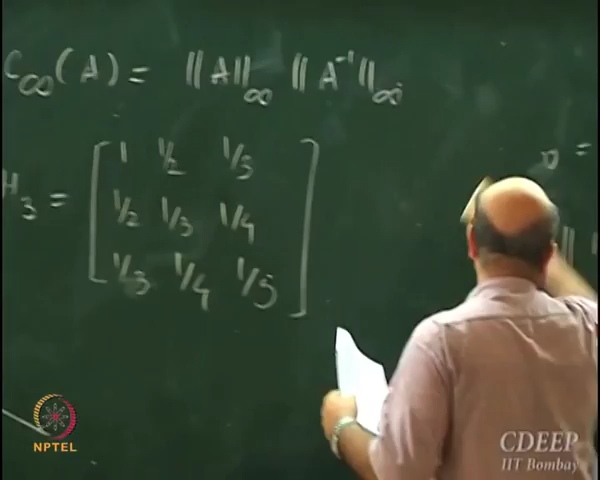 C∞(A) = ||A||∞ ||A⁻¹||∞
H₃ =
1 1/2 1/3
1/2 1/3 1/4
1/3 1/4 1/5
NPTEL
CDEEP
IIT Bombay